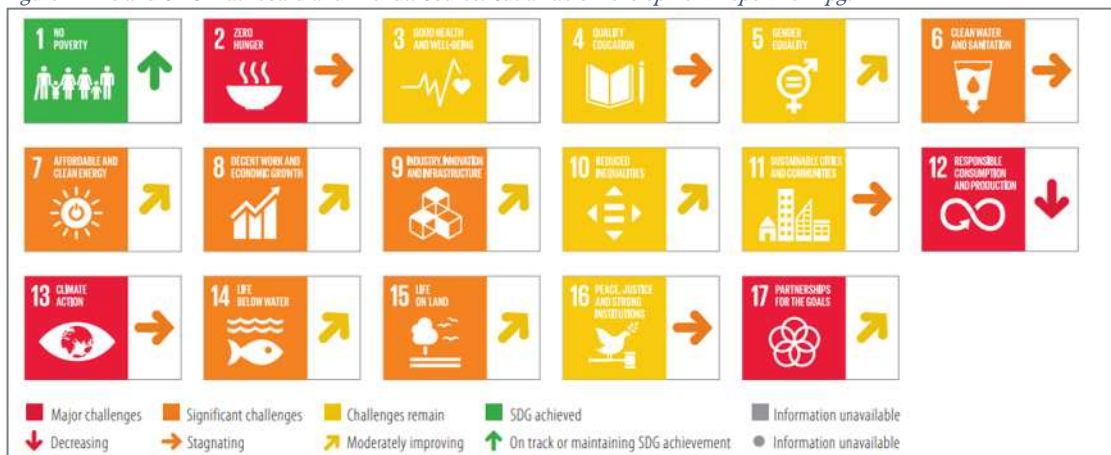 1 NO
POVERTY
2 ZERO
HUNGER
3 GOOD HEALTH
AND WELL-BEING
4 QUALITY
EDUCATION
5 GENDER
EQUALITY
6 CLEAN WATER
AND SANITATION
7 AFFORDABLE AND
CLEAN ENERGY
8 DECENT WORK AND
ECONOMIC GROWTH
9 INDUSTRY, INNOVATION
AND INFRASTRUCTURE
10 REDUCED
INEQUALITIES
11 SUSTAINABLE CITIES
AND COMMUNITIES
12 RESPONSIBLE
CONSUMPTION
AND PRODUCTION
13 CLIMATE
ACTION
14 LIFE
BELOW WATER
15 LIFE
ON LAND
16 PEACE, JUSTICE
AND STRONG
INSTITUTIONS
17 PARTNERSHIPS
FOR THE GOALS
Major challenges Significant challenges Challenges remain SDG achieved Information unavailable
Decreasing Stagnating Moderately improving On track or maintaining SDG achievement Information unavailable